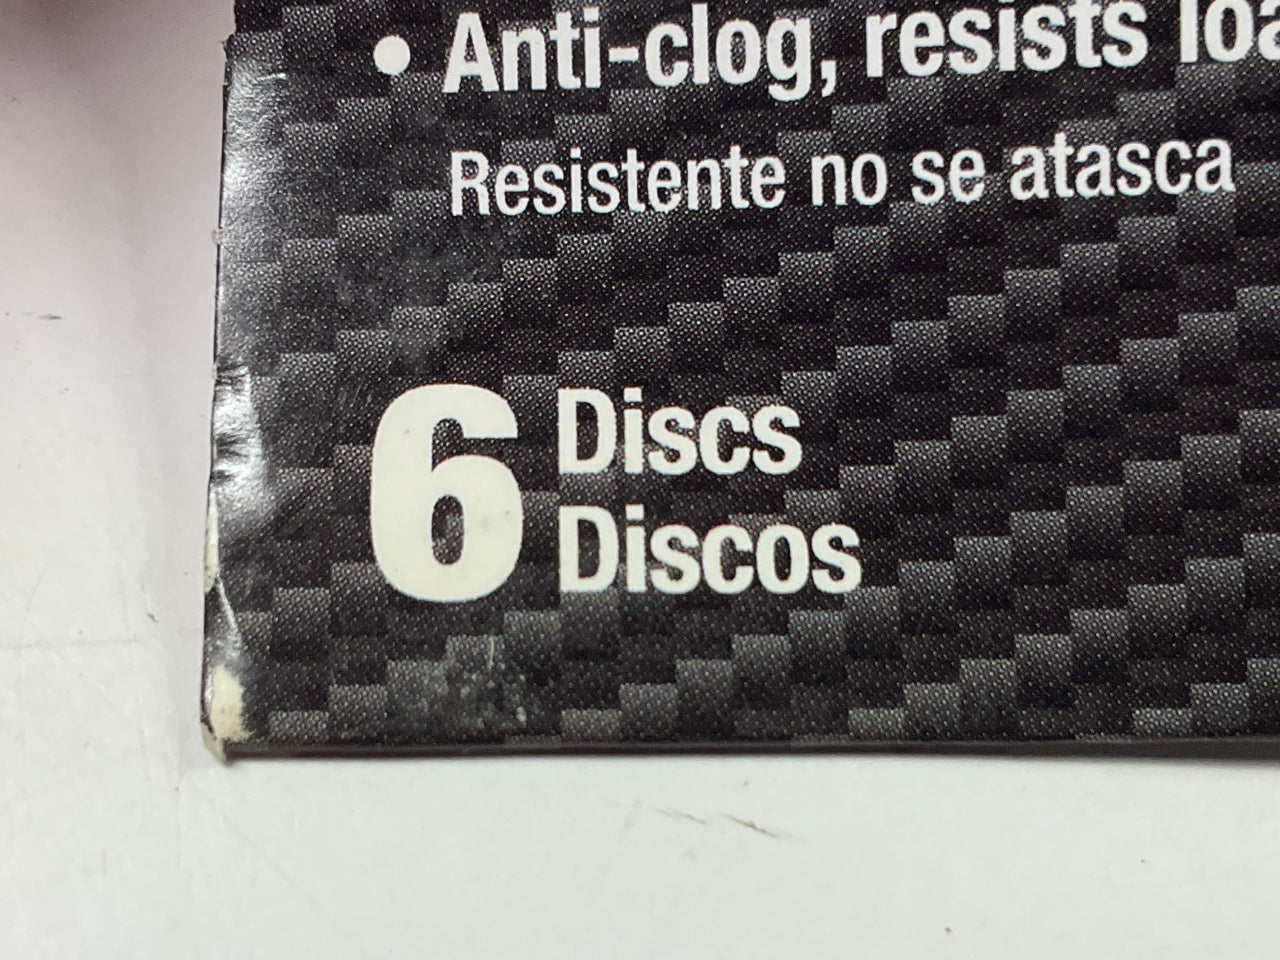 • Anti-clog, resists
Resistente no se atasca
6 Discs
Discos